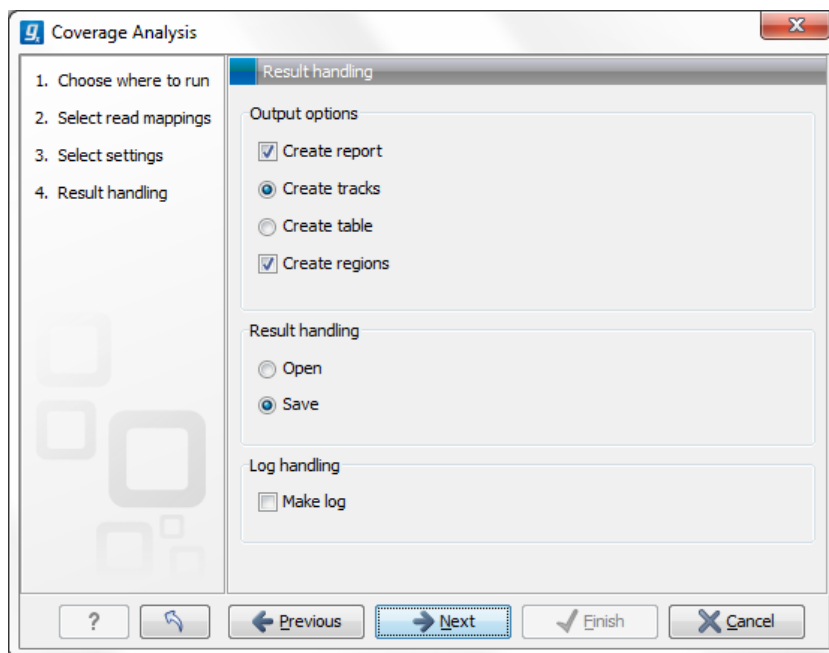 gx Coverage Analysis
1. Choose where to run
2. Select read mappings
3. Select settings
4. Result handling
Result handling
Output options
Create report
Create tracks
Create table
Create regions
Result handling
Open
Save
Log handling
Make log
?
Previous
Next
Finish
Cancel